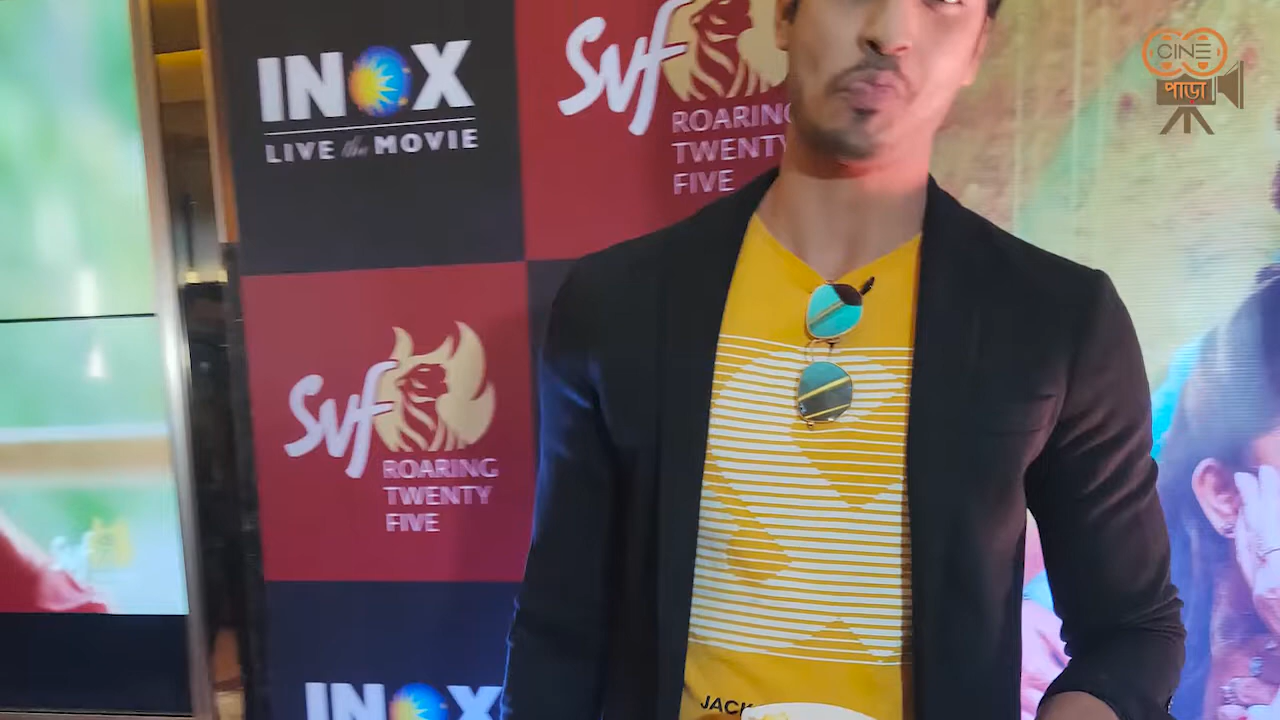 INOX
LIVE the MOVIE
SVF
ROARING
TWENTY
FIVE
CINE
পাড়া
SVF
ROARING
TWENTY
FIVE
INOX
JACK